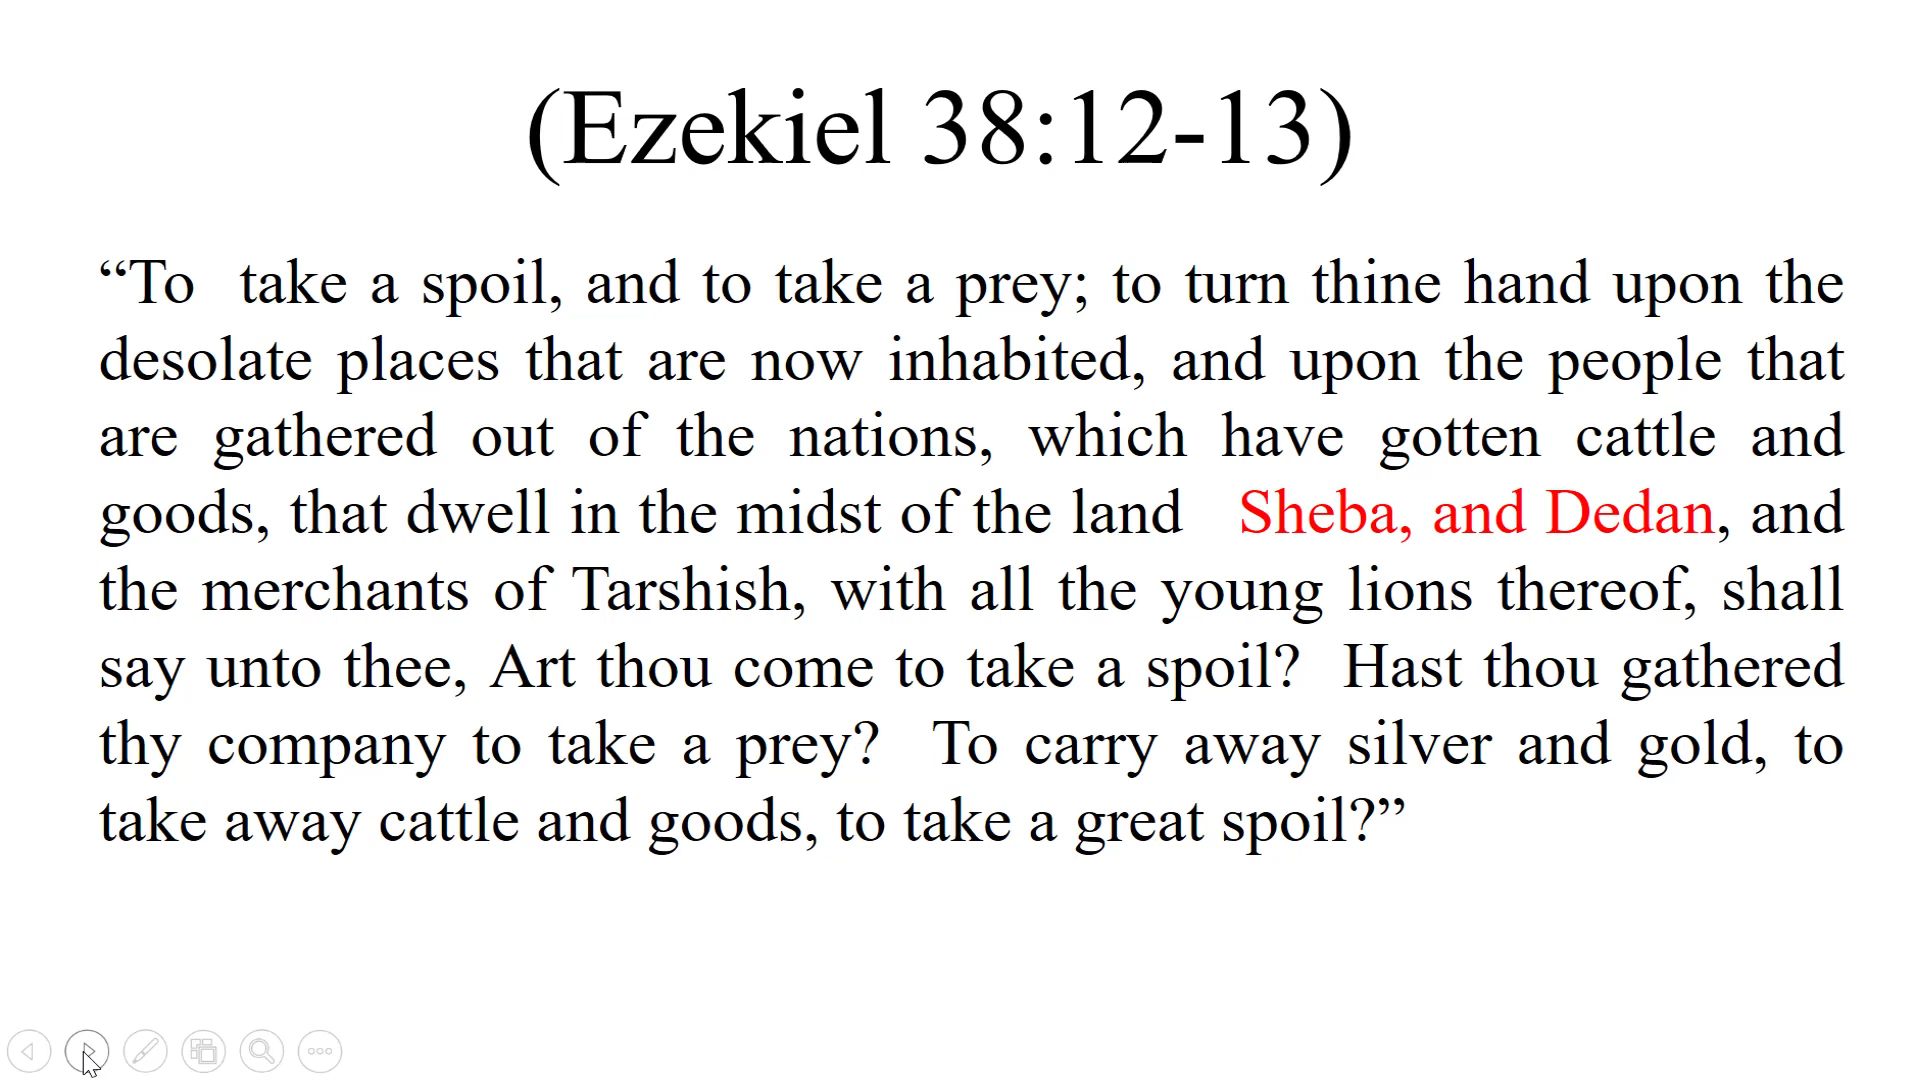 (Ezekiel 38:12-13)
“To  take a spoil, and to take a prey; to turn thine hand upon the
desolate places that are now inhabited, and upon the people that
are gathered out of the nations, which have gotten cattle and
goods, that dwell in the midst of the land   Sheba, and Dedan, and
the merchants of Tarshish, with all the young lions thereof, shall
say unto thee, Art thou come to take a spoil?  Hast thou gathered
thy company to take a prey?  To carry away silver and gold, to
take away cattle and goods, to take a great spoil?”